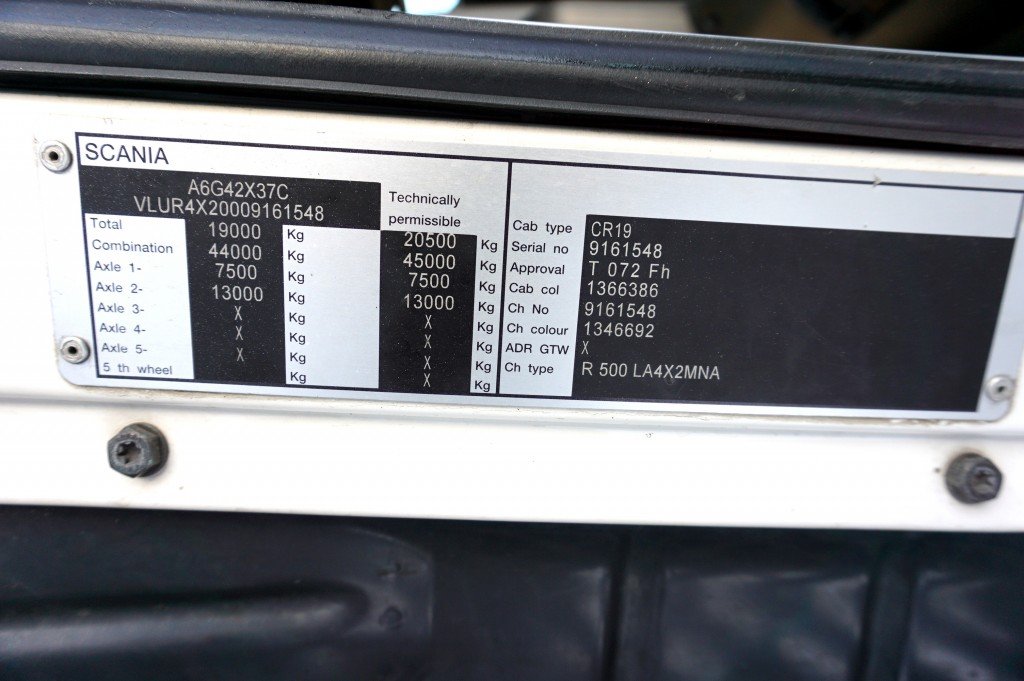 SCANIA
A6G42X37C
VLUR4X20009161548
Technically
permissible
Total 19000 Kg 20500 Kg
Combination 44000 Kg 45000 Kg
Axle 1- 7500 Kg 7500 Kg
Axle 2- 13000 Kg 13000 Kg
Axle 3- X Kg X Kg
Axle 4- X Kg X Kg
Axle 5- X Kg X Kg
5 th wheel Kg X Kg
Cab type CR19
Serial no 9161548
Approval T 072 Fh
Cab col 1366386
Ch No 9161548
Ch colour 1346692
ADR GTW X
Ch type R 500 LA4X2MNA